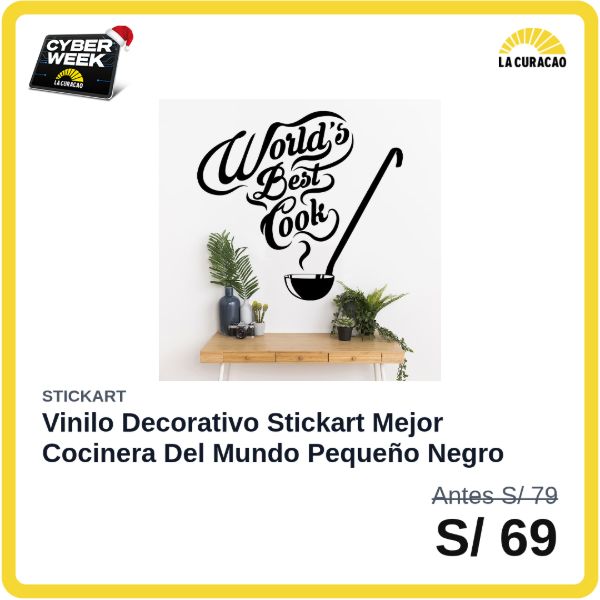 CYBER
WEEK
LA CURACAO
LA CURACAO
World's
Best
Cook
STICKART
Vinilo Decorativo Stickart Mejor
Cocinera Del Mundo Pequeño Negro
Antes S/ 79
S/ 69